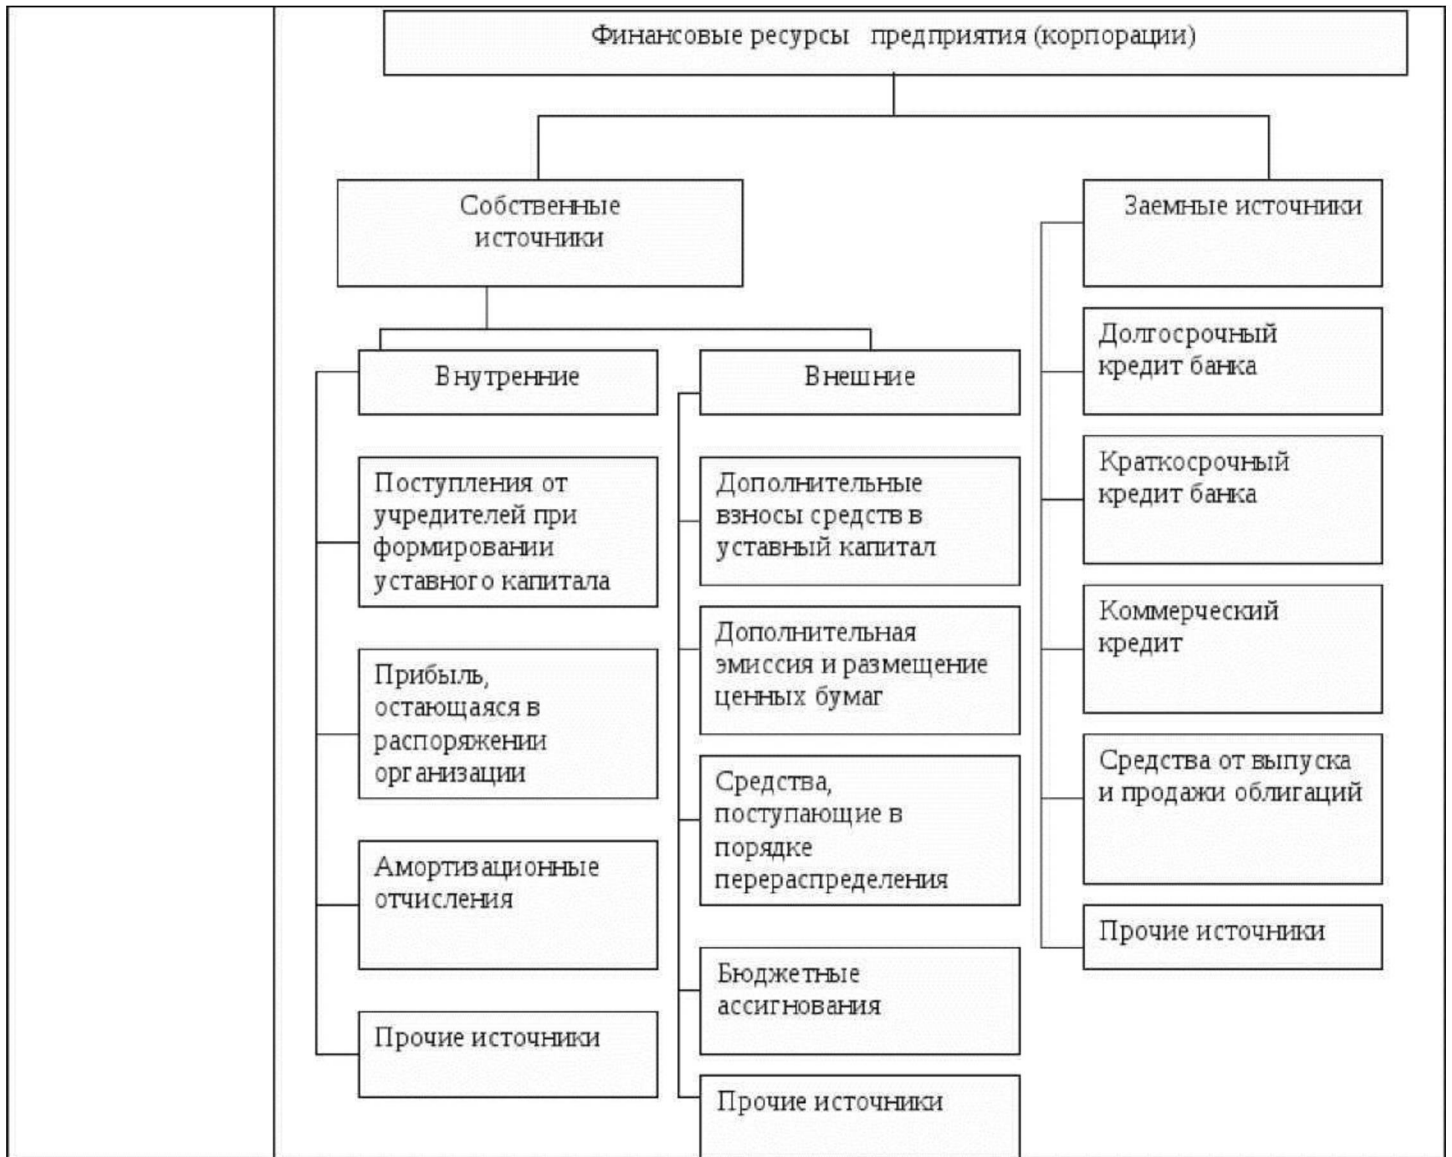 Финансовые ресурсы предприятия (корпорации)
Собственные
источники
Внутренние
Поступления от
учредителей при
формировании
уставного капитала
Прибыль,
остающаяся в
распоряжении
организации
Амортизационные
отчисления
Прочие источники
Внешние
Дополнительные
взносы средств в
уставный капитал
Дополнительная
эмиссия и размещение
ценных бумаг
Средства,
поступающие в
порядке
перераспределения
Бюджетные
ассигнования
Прочие источники
Заемные источники
Долгосрочный
кредит банка
Краткосрочный
кредит банка
Коммерческий
кредит
Средства от выпуска
и продажи облигаций
Прочие источники